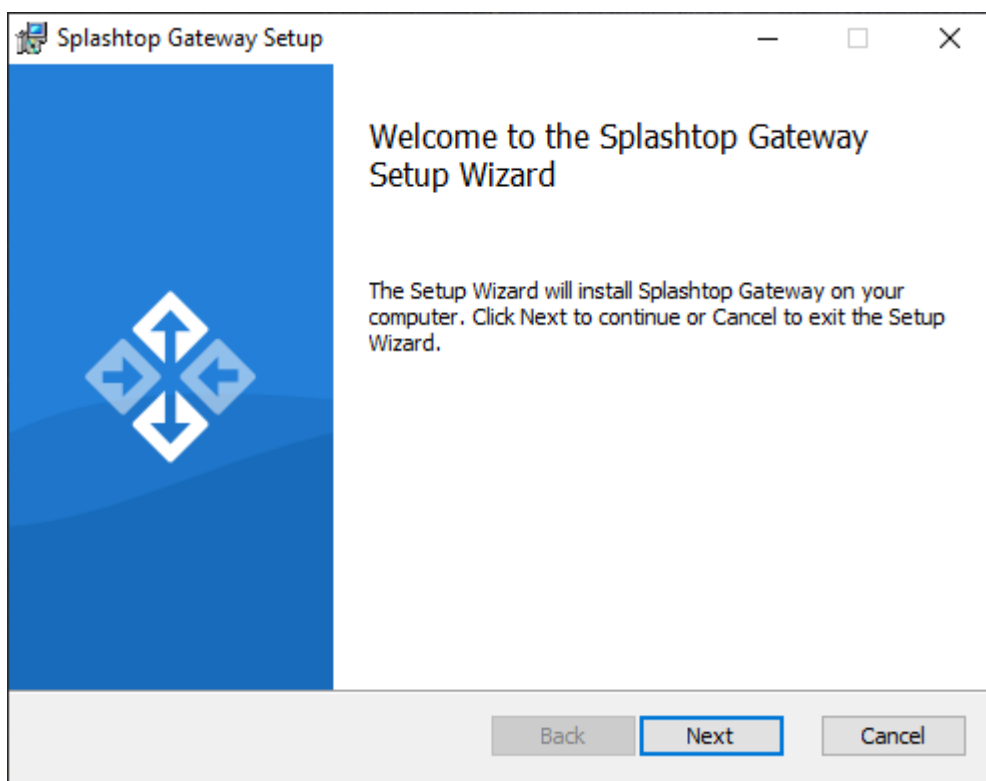 Splashtop Gateway Setup
Welcome to the Splashtop Gateway
Setup Wizard
The Setup Wizard will install Splashtop Gateway on your
computer. Click Next to continue or Cancel to exit the Setup
Wizard.
Back
Next
Cancel